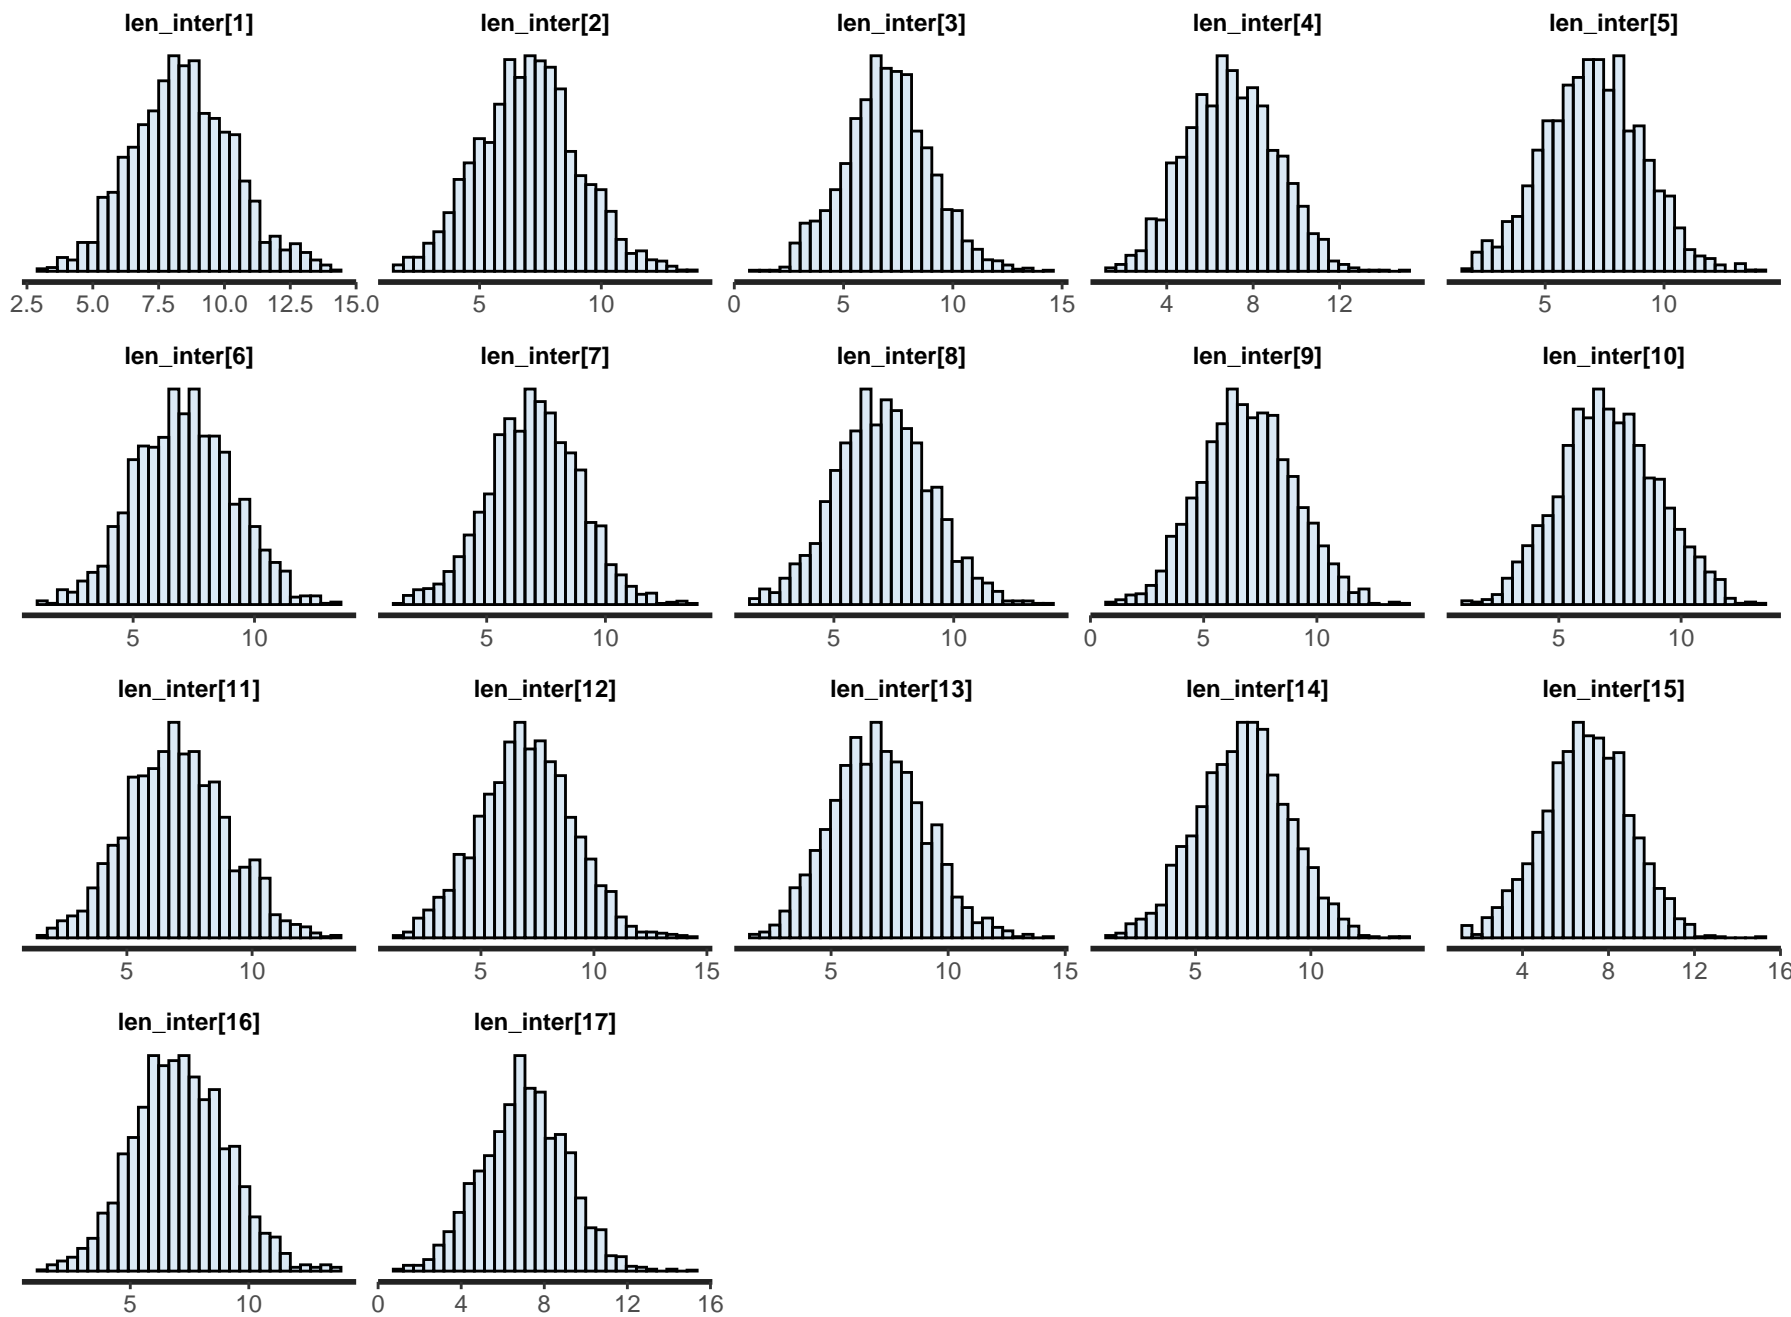 len_inter[1] len_inter[2] len_inter[3] len_inter[4] len_inter[5]
2.5 5.0 7.5 10.0 12.5 15.0 5 10 0 5 10 15 4 8 12 5 10
len_inter[6] len_inter[7] len_inter[8] len_inter[9] len_inter[10]
5 10 5 10 5 10 0 5 10 5 10
len_inter[11] len_inter[12] len_inter[13] len_inter[14] len_inter[15]
5 10 5 10 15 5 10 15 5 10 4 8 12 16
len_inter[16] len_inter[17]
5 10 0 4 8 12 16